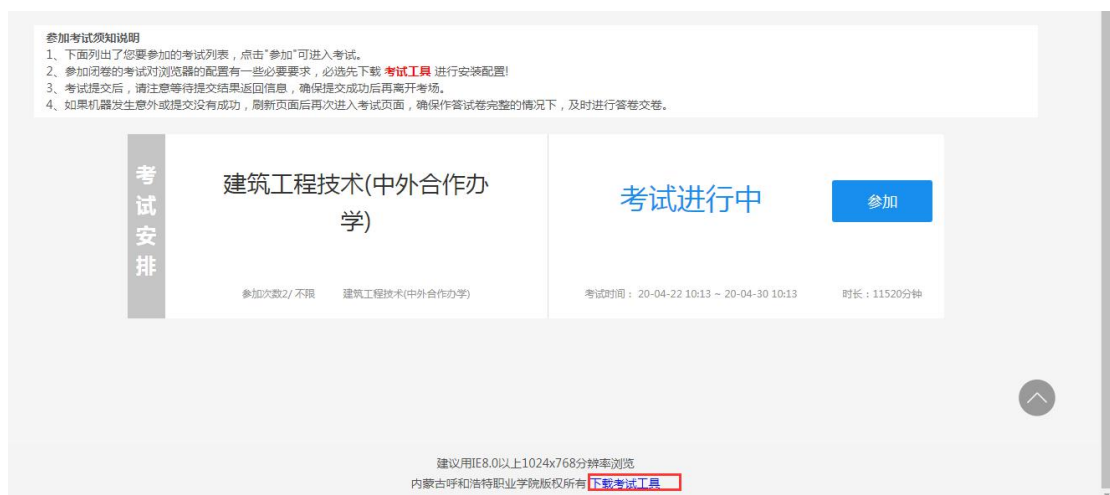 参加考试须知说明
1、下面列出了您要参加的考试列表，点击"参加"可进入考试。
2、参加闭卷的考试对浏览器的配置有一些必要要求，必选先下载 考试工具 进行安装配置!
3、考试提交后，请注意等待提交结果返回信息，确保提交成功后再离开考场。
4、如果机器发生意外或提交没有成功，刷新页面后再次进入考试页面，确保作答试卷完整的情况下，及时进行答卷交卷。
考试安排
建筑工程技术(中外合作办
学)
参加次数2/不限 建筑工程技术(中外合作办学)
考试进行中
参加
考试时间： 20-04-22 10:13 ~ 20-04-30 10:13 时长：11520分钟
建议用IE8.0以上1024x768分辨率浏览
内蒙古呼和浩特职业学院版权所有 下载考试工具